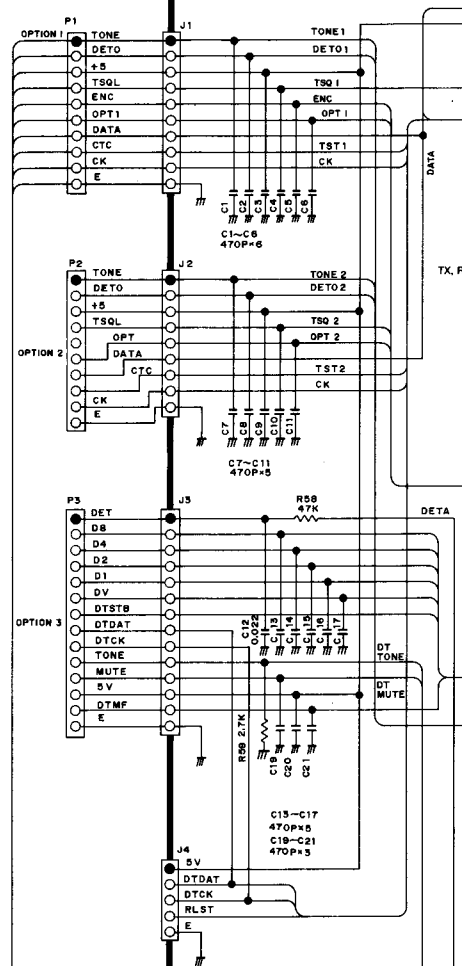 P1 J1
OPTION 1 TONE TONE 1
DETO DETO 1
+5
TSQL TSQ 1
ENC ENC
OPT1 OPT 1
DATA
CTC TST 1
CK CK
E
DATA
C1 C2 C3 C4 C5 C6
C1~C6
470P×6
P2 J2
TONE TONE 2
DETO DETO 2
+5
TSQL TSQ 2
OPTION 2 OPT OPT 2
DATA
CTC TST2
CK CK
E
TX, P
C7 C8 C9 C10 C11
C7~C11
470P×5
P3 J3
R58
47K
DET DETA
D8
D4
D2
D1
DV
OPTION 3 DTSTB
DTDAT
DTCK
TONE
MUTE
5V
DTMF
E
C12 0.022 C13 C14 C15 C16 C17
DT
TONE
DT
MUTE
R59 2.7K C19 C20 C21
C13~C17
470P×5
C19~C21
470P×3
J4
5V
DTDAT
DTCK
RLST
E